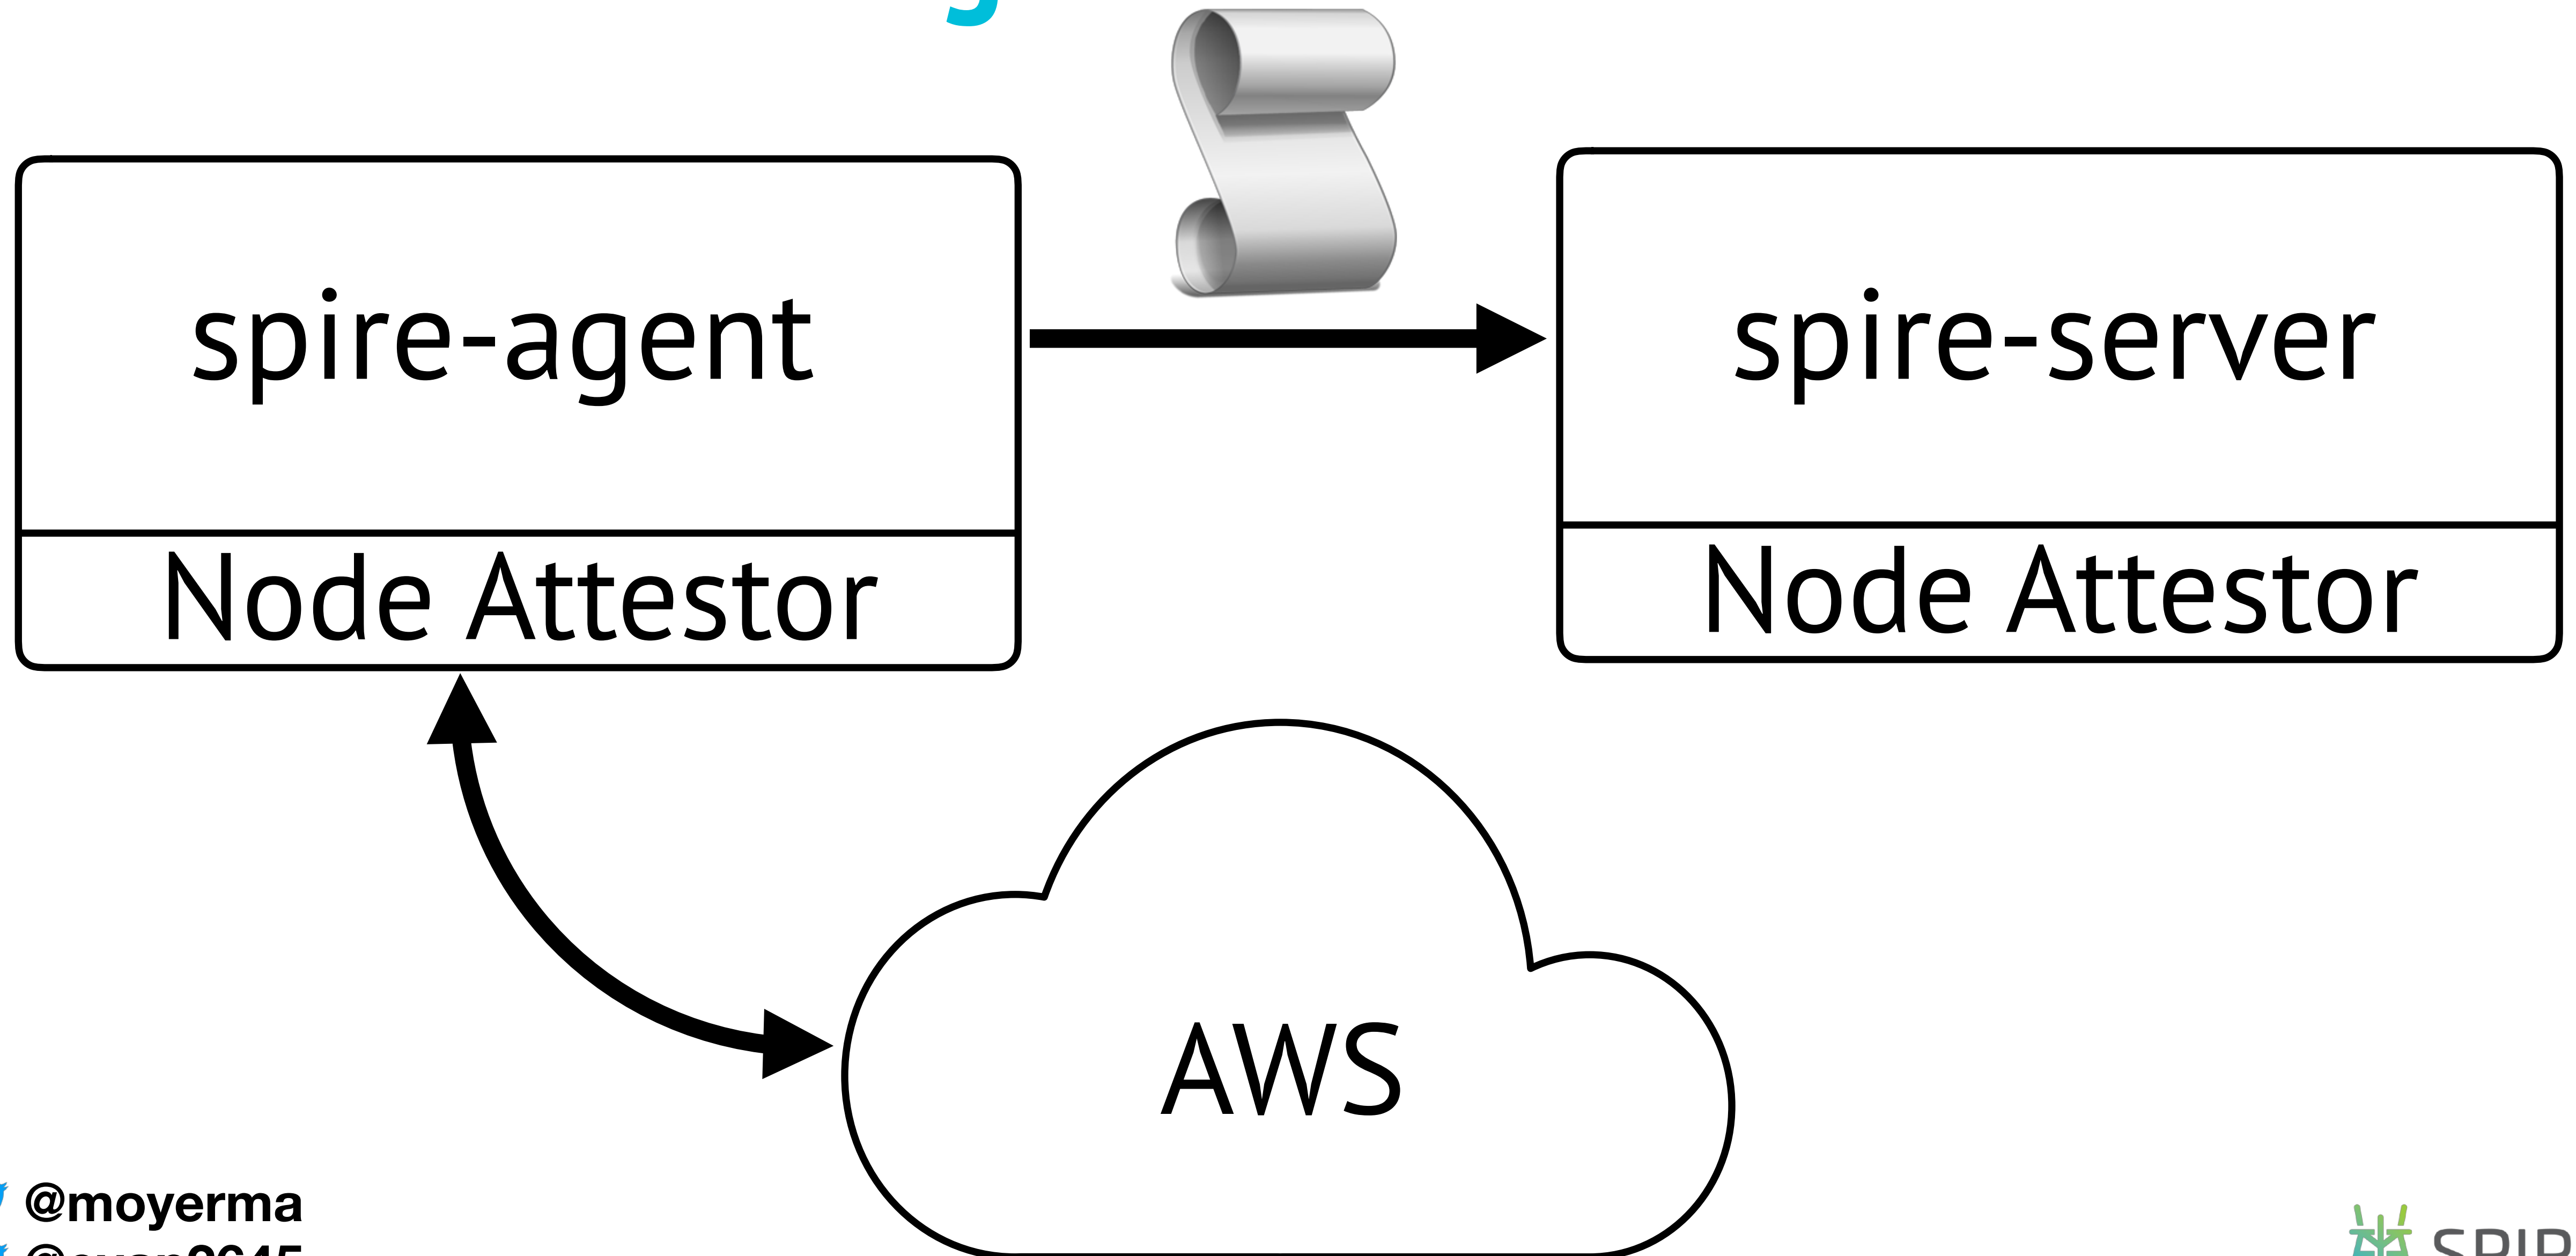 spire-agent
spire-server
Node Attestor
Node Attestor
AWS
@moyerma